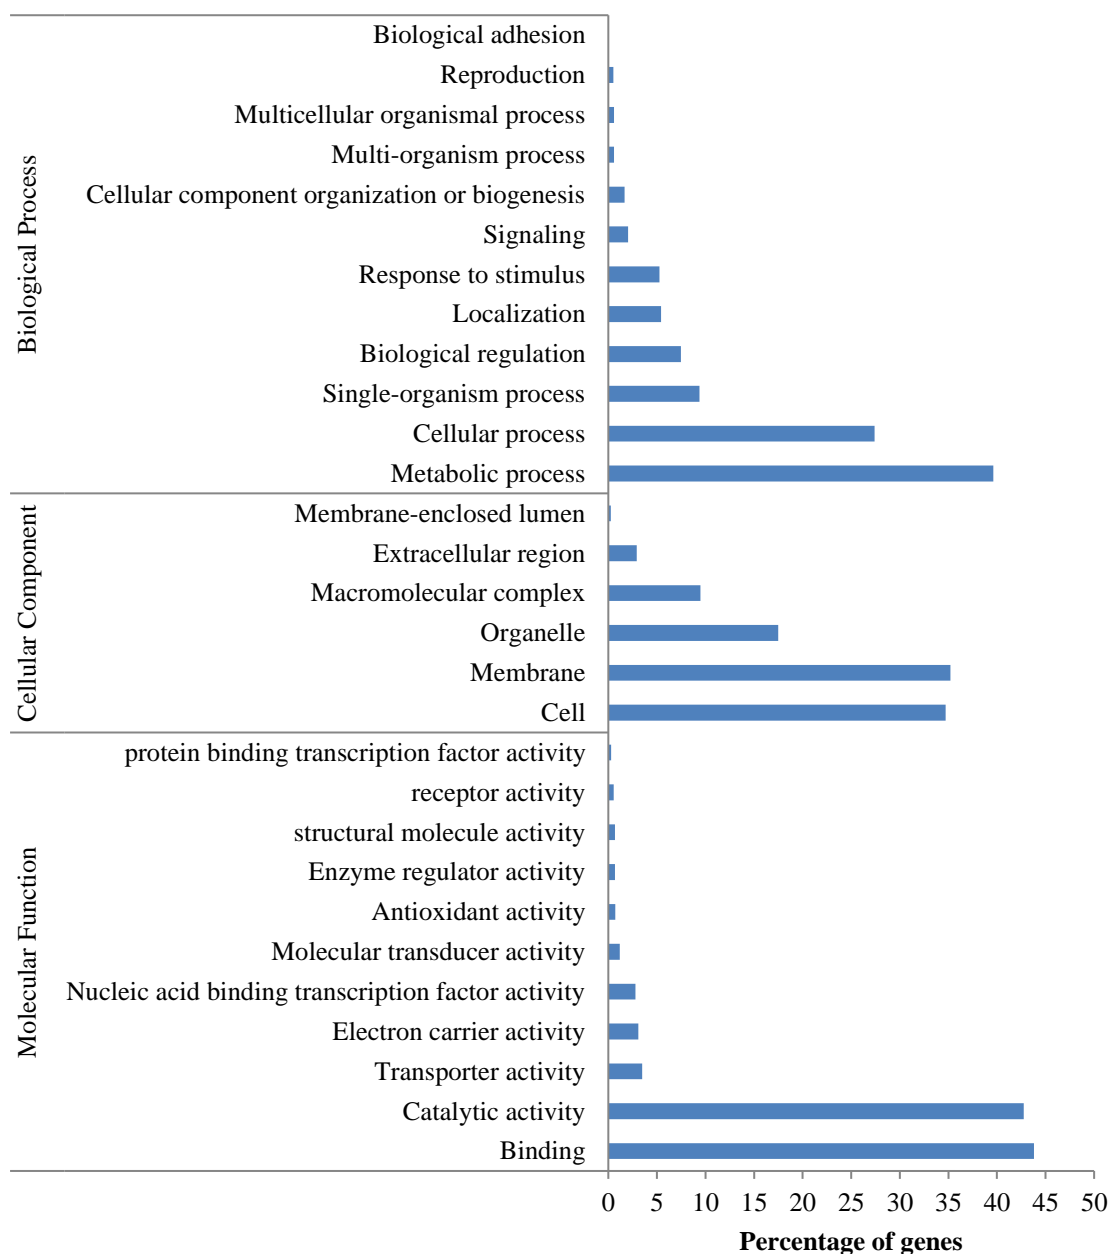 Biological Process
Biological adhesion
Reproduction
Multicellular organismal process
Multi-organism process
Cellular component organization or biogenesis
Signaling
Response to stimulus
Localization
Biological regulation
Single-organism process
Cellular process
Metabolic process
Cellular Component
Membrane-enclosed lumen
Extracellular region
Macromolecular complex
Organelle
Membrane
Cell
Molecular Function
protein binding transcription factor activity
receptor activity
structural molecule activity
Enzyme regulator activity
Antioxidant activity
Molecular transducer activity
Nucleic acid binding transcription factor activity
Electron carrier activity
Transporter activity
Catalytic activity
Binding
0 5 10 15 20 25 30 35 40 45 50
Percentage of genes